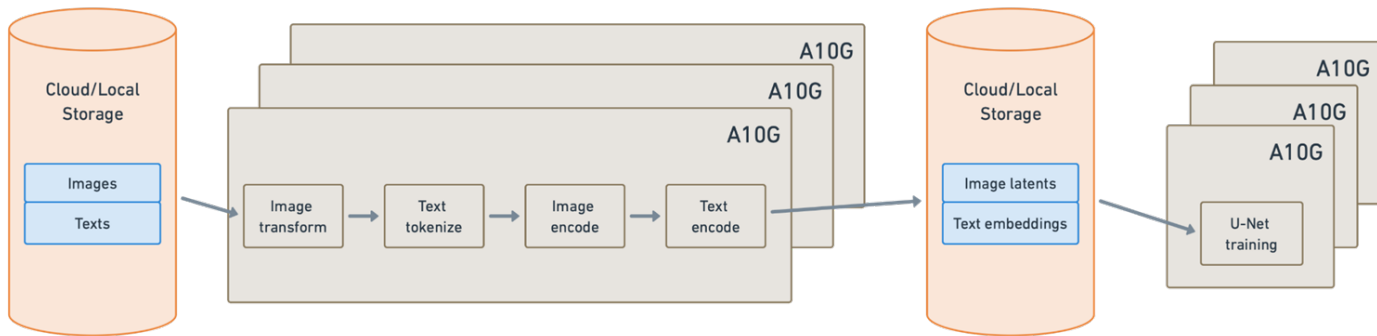 Cloud/Local
Storage
Images
Texts
A10G
A10G
A10G
Image
transform
Text
tokenize
Image
encode
Text
encode
Cloud/Local
Storage
Image latents
Text embeddings
A10G
A10G
A10G
U-Net
training